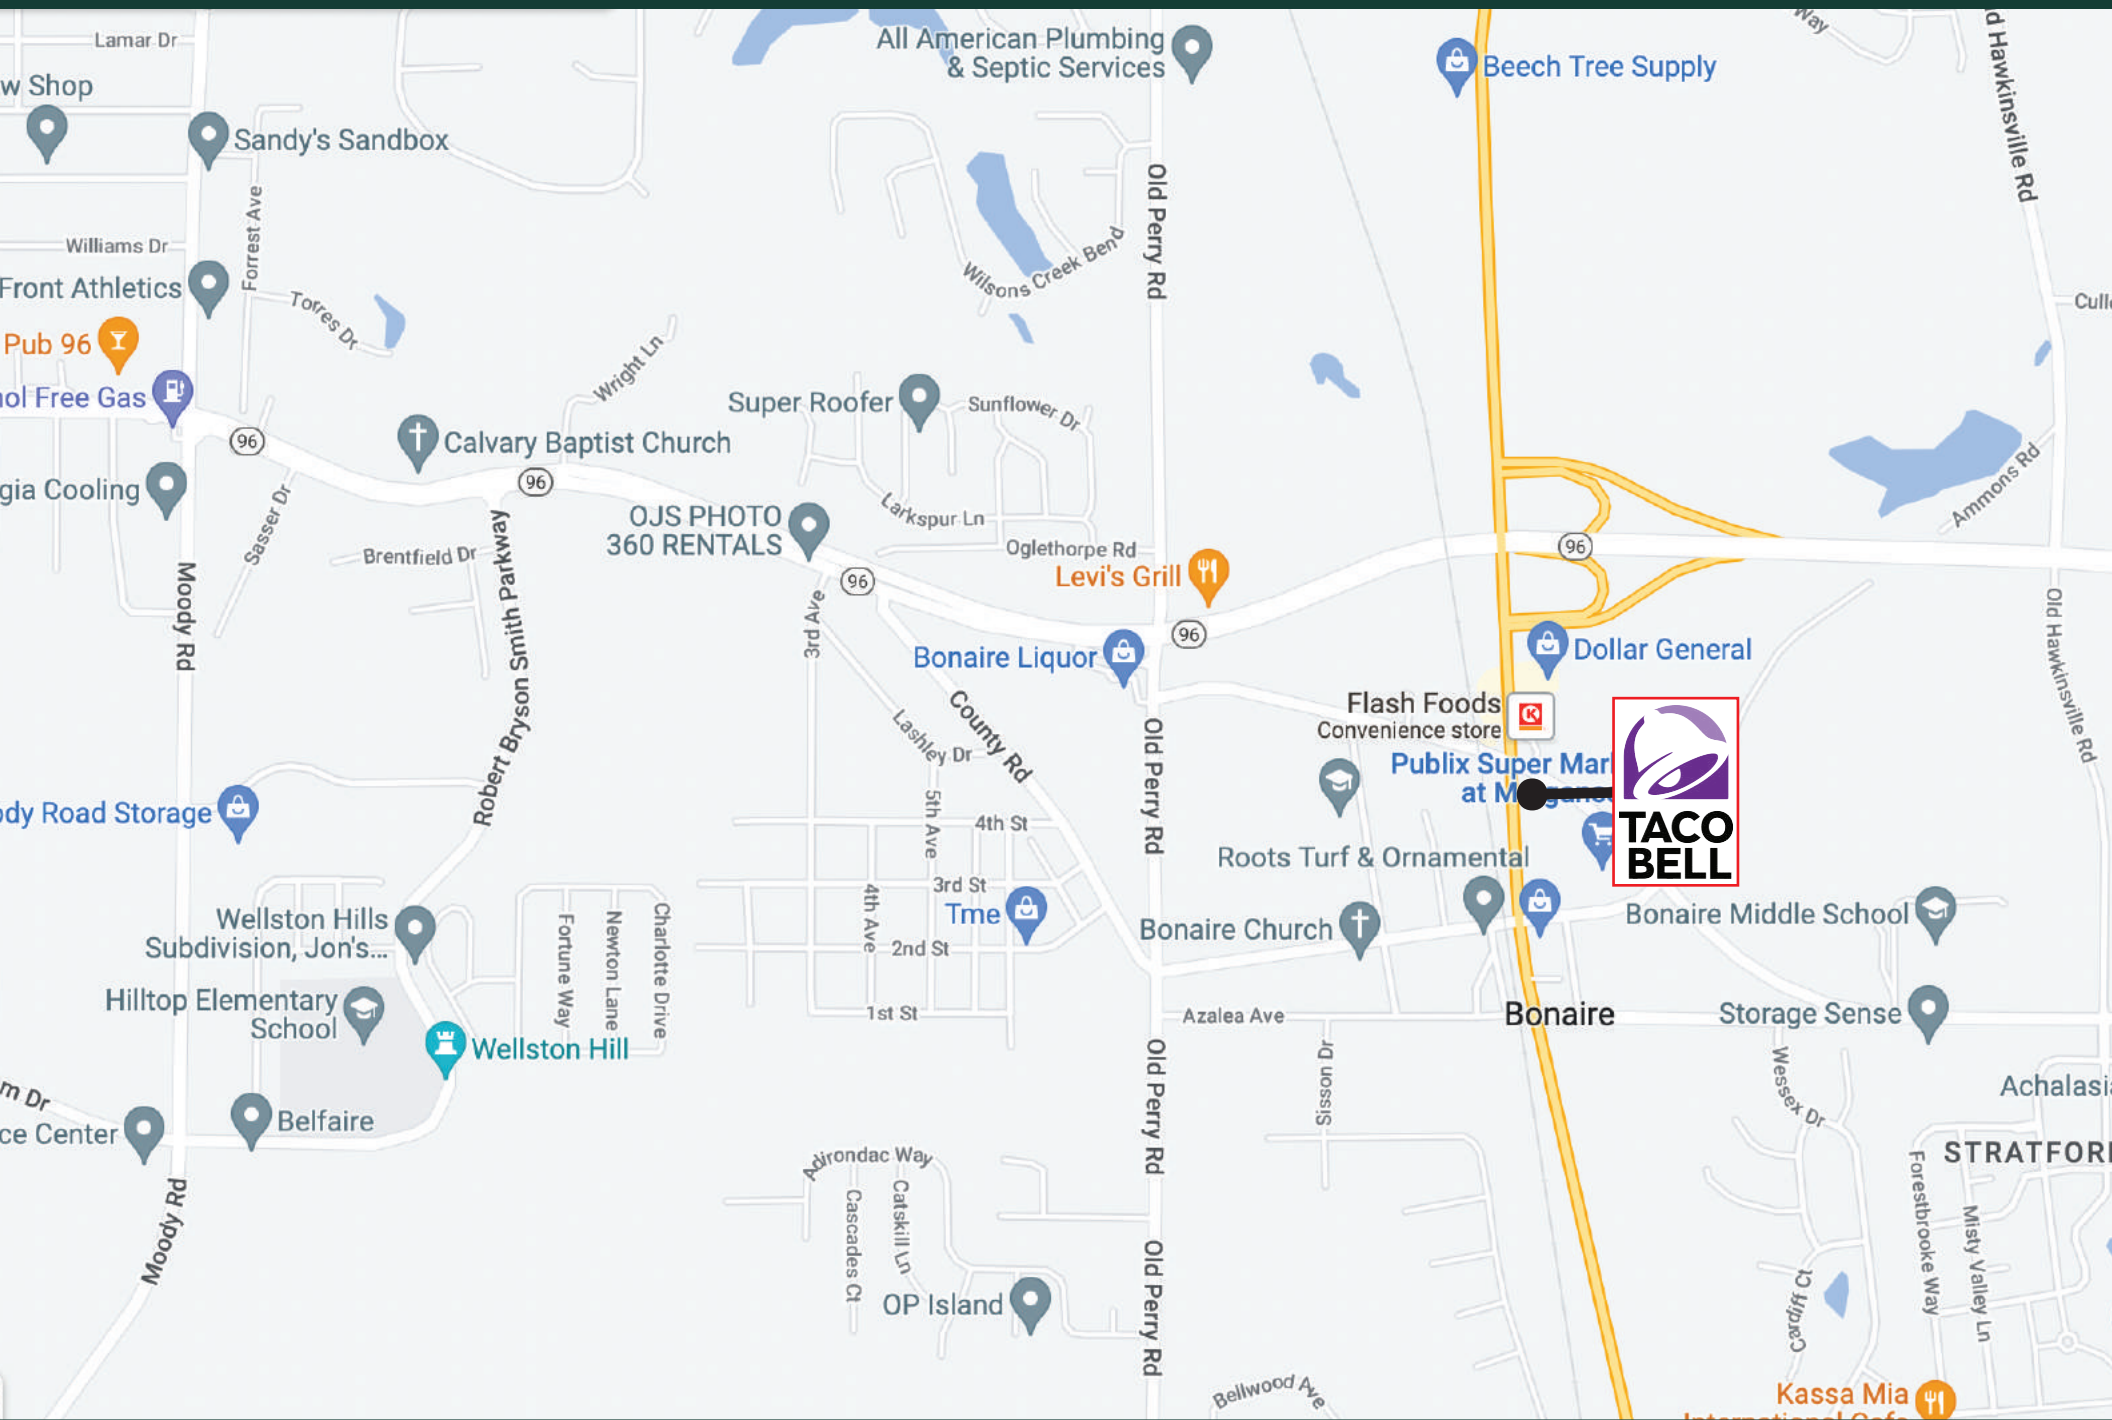 Lamar Dr
w Shop
Sandy's Sandbox
Forrest Ave
Williams Dr
Front Athletics
Torres Dr
Pub 96
nol Free Gas
96
gia Cooling
Sasser Dr
Moody Rd
Calvary Baptist Church
96
Wright Ln
Brentfield Dr
Robert Bryson Smith Parkway
All American Plumbing
& Septic Services
Old Perry Rd
Wilsons Creek Bend
Super Roofer
Sunflower Dr
Larkspur Ln
OJS PHOTO
360 RENTALS
Oglethorpe Rd
Levi's Grill
96
3rd Ave
96
Bonaire Liquor
Lashley Dr
County Rd
Old Perry Rd
Beech Tree Supply
Way
d Hawkinsville Rd
Culle
Ammons Rd
96
Old Hawkinsville Rd
Dollar General
Flash Foods
Convenience store
K
Publix Super Mar
at M
TACO
BELL
Roots Turf & Ornamental
Bonaire Church
Bonaire Middle School
Bonaire
Storage Sense
Azalea Ave
Sisson Dr
Wessex Dr
Achalasi
STRATFOR
Forestbrooke Way
Misty Valley Ln
Cardiff Ct
Kassa Mia
International Cafe
Bellwood Ave
ody Road Storage
5th Ave
4th St
3rd St
4th Ave
Tme
2nd St
1st St
Wellston Hills
Subdivision, Jon's...
Fortune Way
Newton Lane
Charlotte Drive
Hilltop Elementary
School
Wellston Hill
m Dr
ce Center
Belfaire
Moody Rd
Old Perry Rd
Adirondac Way
Cascades Ct
Catskill Ln
OP Island
Old Perry Rd